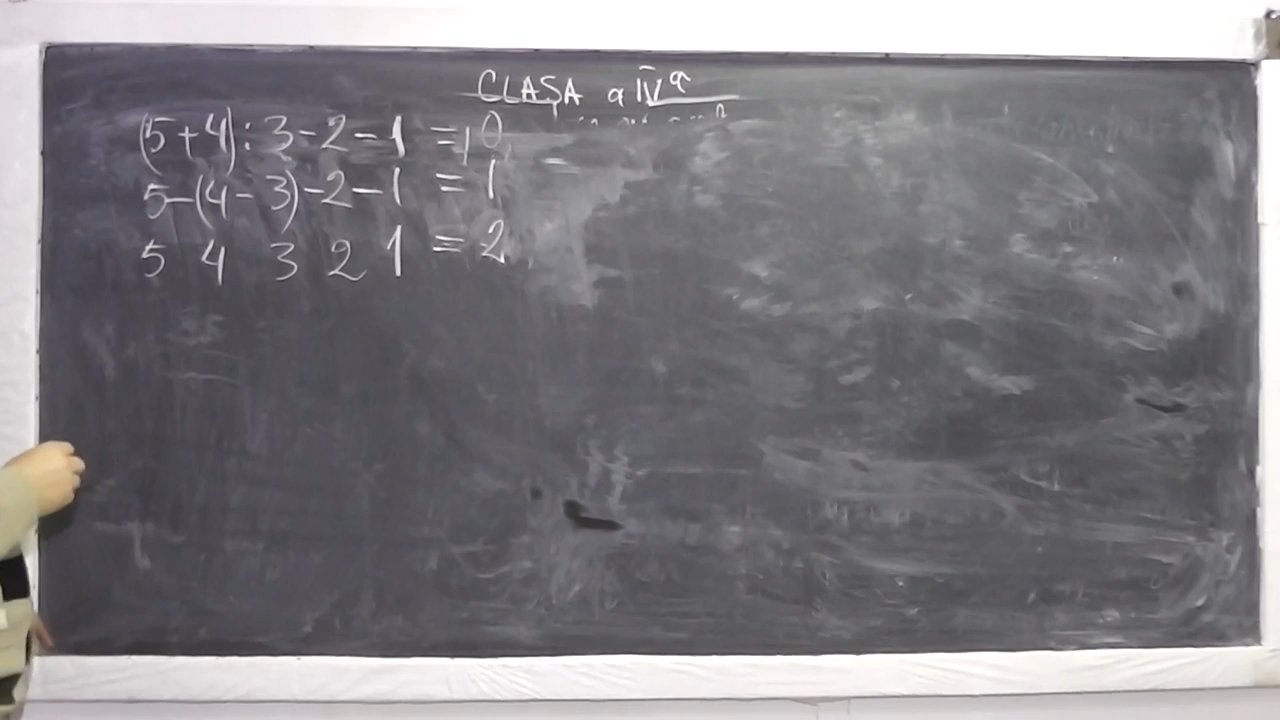 CLASA a IV a
(5+4):3-2-1 = 0,
5-(4-3)-2-1 = 1
5 4 3 2 1 = 2,